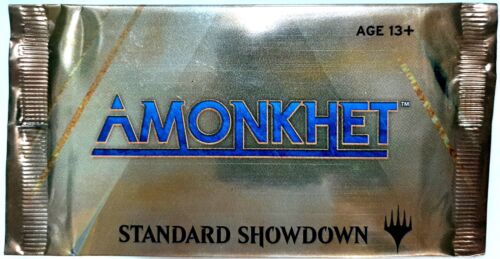 AGE 13+
AMONKHET™
STANDARD SHOWDOWN